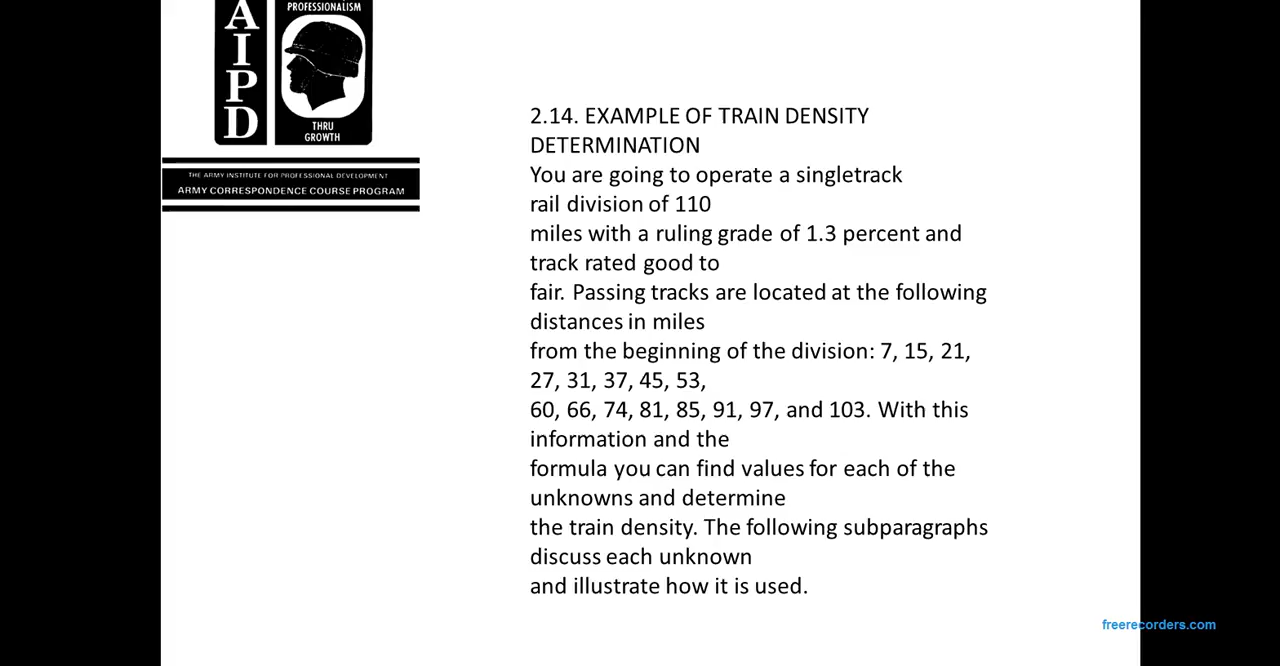 A
I
P
D
PROFESSIONALISM
THRU
GROWTH
THE ARMY INSTITUTE FOR PROFESSIONAL DEVELOPMENT
ARMY CORRESPONDENCE COURSE PROGRAM
2.14. EXAMPLE OF TRAIN DENSITY
DETERMINATION
You are going to operate a singletrack
rail division of 110
miles with a ruling grade of 1.3 percent and
track rated good to
fair. Passing tracks are located at the following
distances in miles
from the beginning of the division: 7, 15, 21,
27, 31, 37, 45, 53,
60, 66, 74, 81, 85, 91, 97, and 103. With this
information and the
formula you can find values for each of the
unknowns and determine
the train density. The following subparagraphs
discuss each unknown
and illustrate how it is used.
freerecorders.com